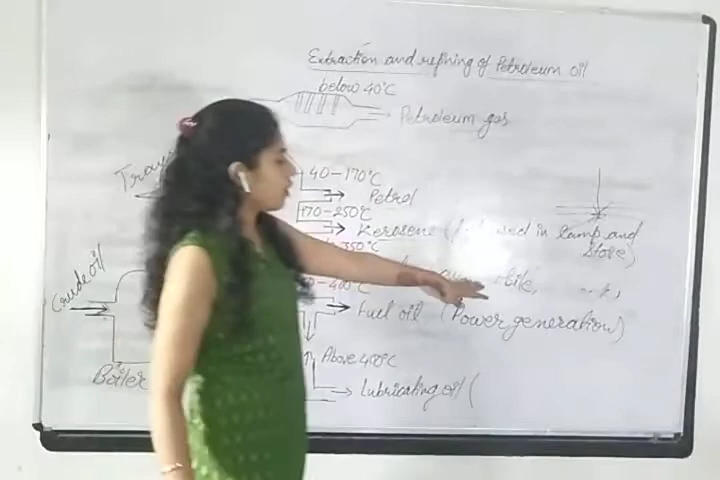 Extraction and refining of Petroleum oil
below 40°C
Petroleum gas
Tray
40-170°C
Petrol
170-250°C
Kerosene ( used in lamp and
stove)
350°C
Crude oil
Fuel oil (Power generation)
Above 400°C
Boiler
Lubricating oil (